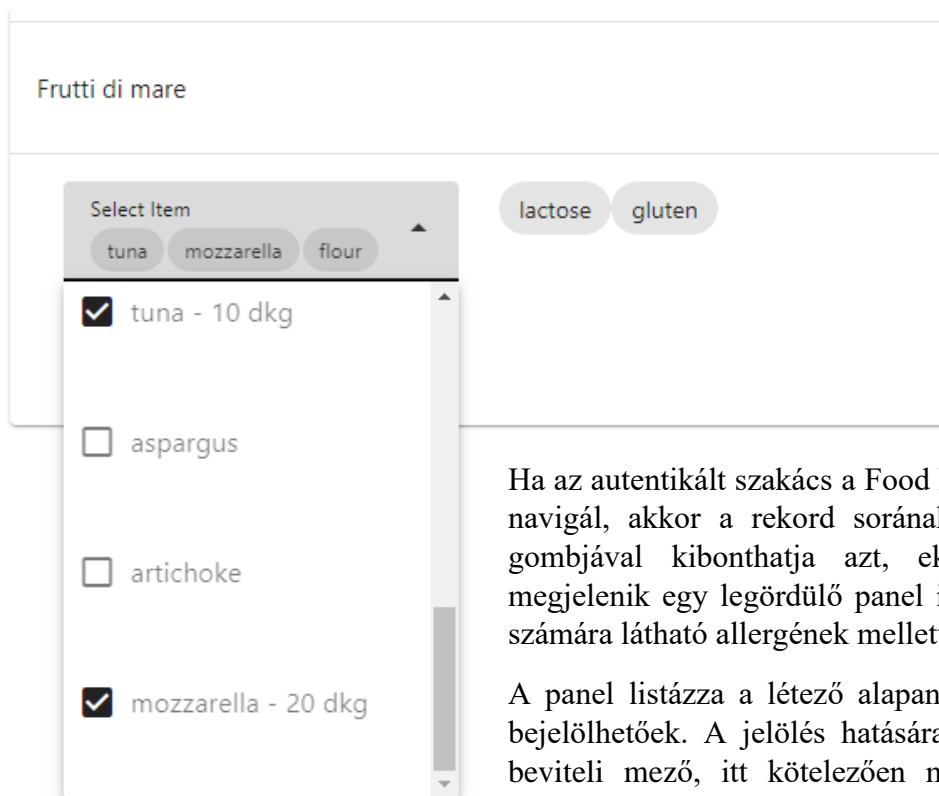 Frutti di mare
Select Item
tuna mozzarella flour
lactose gluten
tuna - 10 dkg
aspargus
artichoke
mozzarella - 20 dkg
Ha az autentikált szakács a Food
navigál, akkor a rekord sorána
gombjával kibonthatja azt, e
megjelenik egy legördülő panel
számára látható allergének mellet
A panel listázza a létező alapan
bejelölhetőek. A jelölés hatására
beviteli mező, itt kötelezően